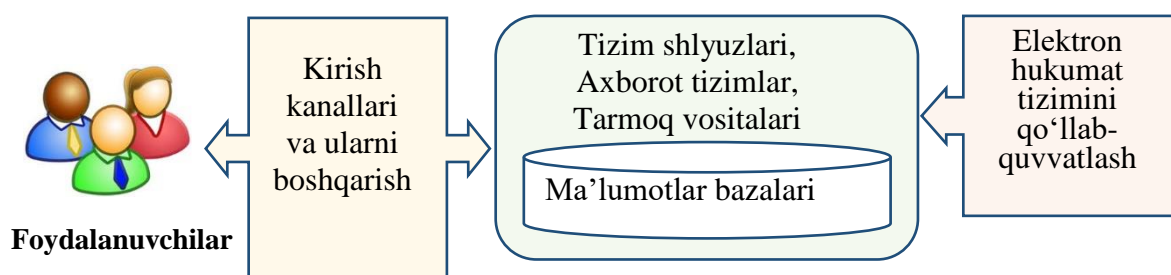 Foydalanuvchilar
Kirish
kanallari
va ularni
boshqarish
Tizim shlyuzlari,
Axborot tizimlar,
Tarmoq vositalari
Ma’lumotlar bazalari
Elektron
hukumat
tizimini
qo‘llab-
quvvatlash